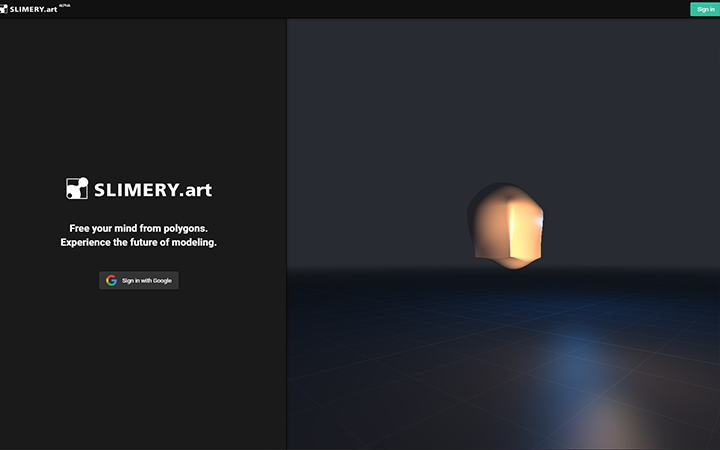 SLIMERY.art ALPHA
Sign in
SLIMERY.art
Free your mind from polygons.
Experience the future of modeling.
Sign in with Google